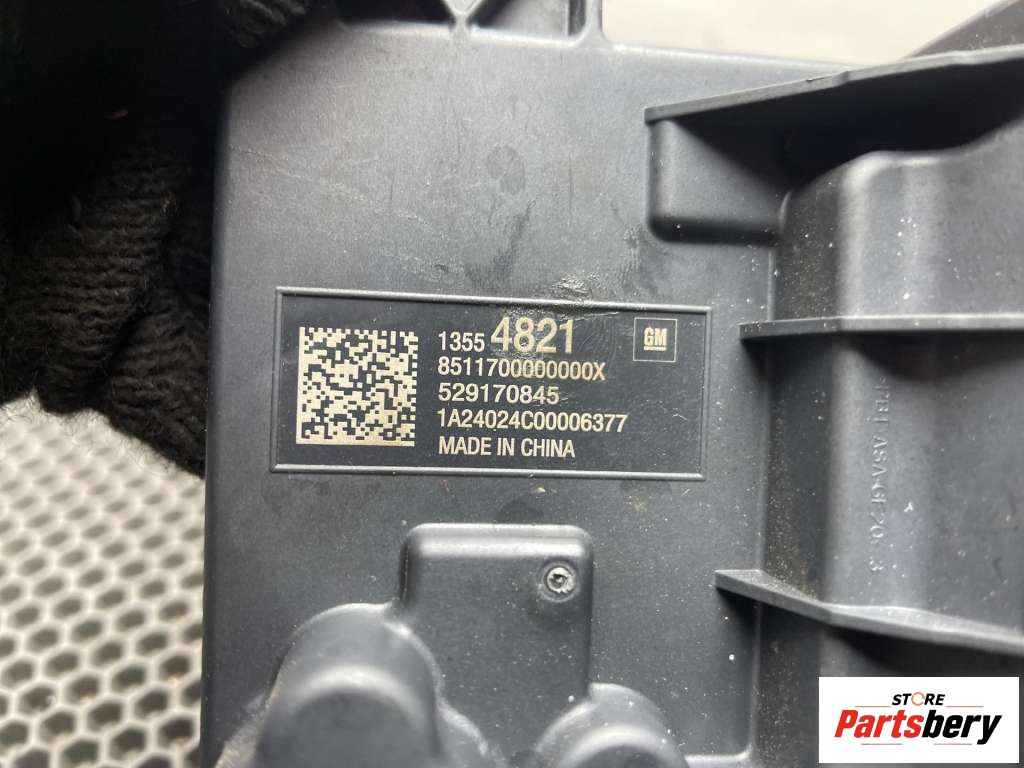 1355 4821
GM
8511700000000X
529170845
1A24024C00006377
MADE IN CHINA
STORE
Partsbery